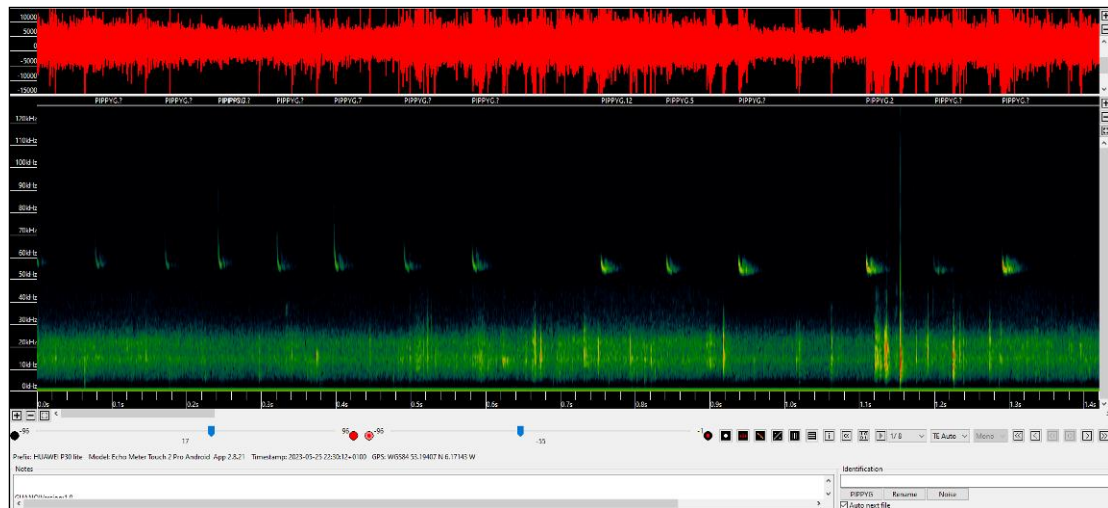 10000
5000
0
-5000
-10000
-15000
PIPPYG.? PIPPYG.? PIPPYG.? PIPPYG.7 PIPPYG.? PIPPYG.? PIPPYG.12 PIPPYG.5 PIPPYG.? PIPPYG.2 PIPPYG.? PIPPYG.?
120kHz
110kHz
100kHz
90kHz
80kHz
70kHz
60kHz
50kHz
40kHz
30kHz
20kHz
10kHz
0kHz
0.0s 0.1s 0.2s 0.3s 0.4s 0.5s 0.6s 0.7s 0.8s 0.9s 1.0s 1.1s 1.2s 1.3s 1.4s
-96 -96 -1
17 -35
1/ 8 TE Auto Mono
Prefix: HUAWEI P30 lite Model: Echo Meter Touch 2 Pro Android App 2.8.21 Timestamp: 2023-05-25 22:30:12+0100 GPS: WGS84 53.19407 N 6.17143 W
Notes Identification
PIPPYG Rename Noise
Auto next file